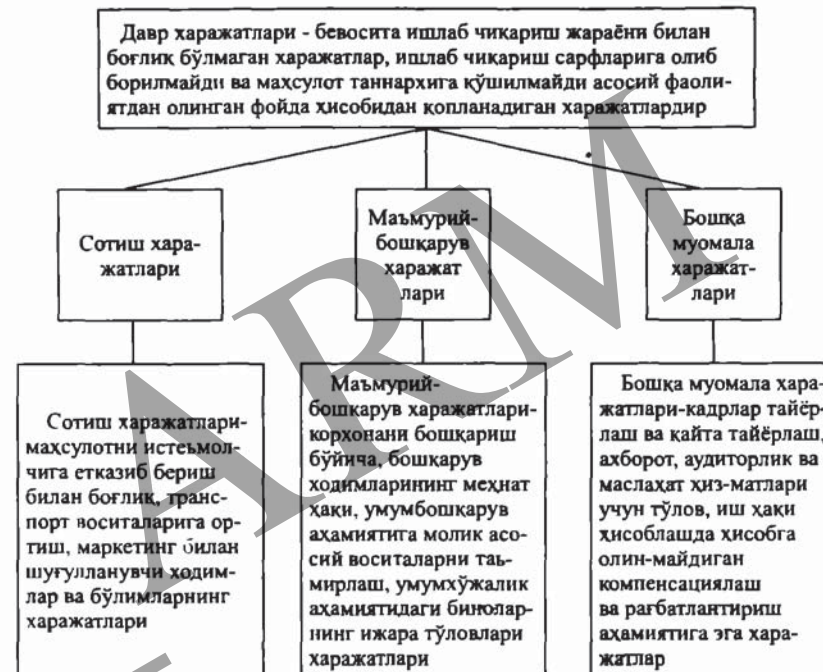 Давр харажатлари - бевосита ишлаб чикариш жараёни билан
боғлиқ бўлмаган харажатлар, ишлаб чиқариш сарфларига олиб
борилмайди ва махсулот таннархига қўшилмайди асосий фаоли-
ятдан олинган фойда ҳисобидан қопланадиган харажатлардир
Сотиш хара-
жатлари
Маъмурий-
бошқарув
харажат
лари
Бошқа
муомала
харажат-
лари
Сотиш харажатлари-
махсулотни истеъмол-
чига етказиб бериш
билан боғлиқ, транс-
порт воситаларига ор-
тиш, маркетинг билан
шуғулланувчи ходим-
лар ва бўлимларнинг
харажатлари
Маъмурий-
бошқарув харажатлари-
корхонани бошқариш
бўйича, бошқарув
ходимларининг меҳнат
ҳақи, умумбошқарув
аҳамиятига молик асо-
сий воситаларни таъ-
мирлаш, умумхўжалик
аҳамиятидаги бинолар-
нинг ижара тўловлари
харажатлари
Бошқа муомала хара-
жатлари-кадрлар тайёр-
лаш ва қайта тайёрлаш,
ахборот, аудиторлик ва
маслаҳат ҳиз-матлари
учун тўлов, иш ҳақи
ҳисоблашда ҳисобга
олин-майдиган
компенсациялаш
ва рағбатлантириш
аҳамиятига эга хара-
жатлар
ARM